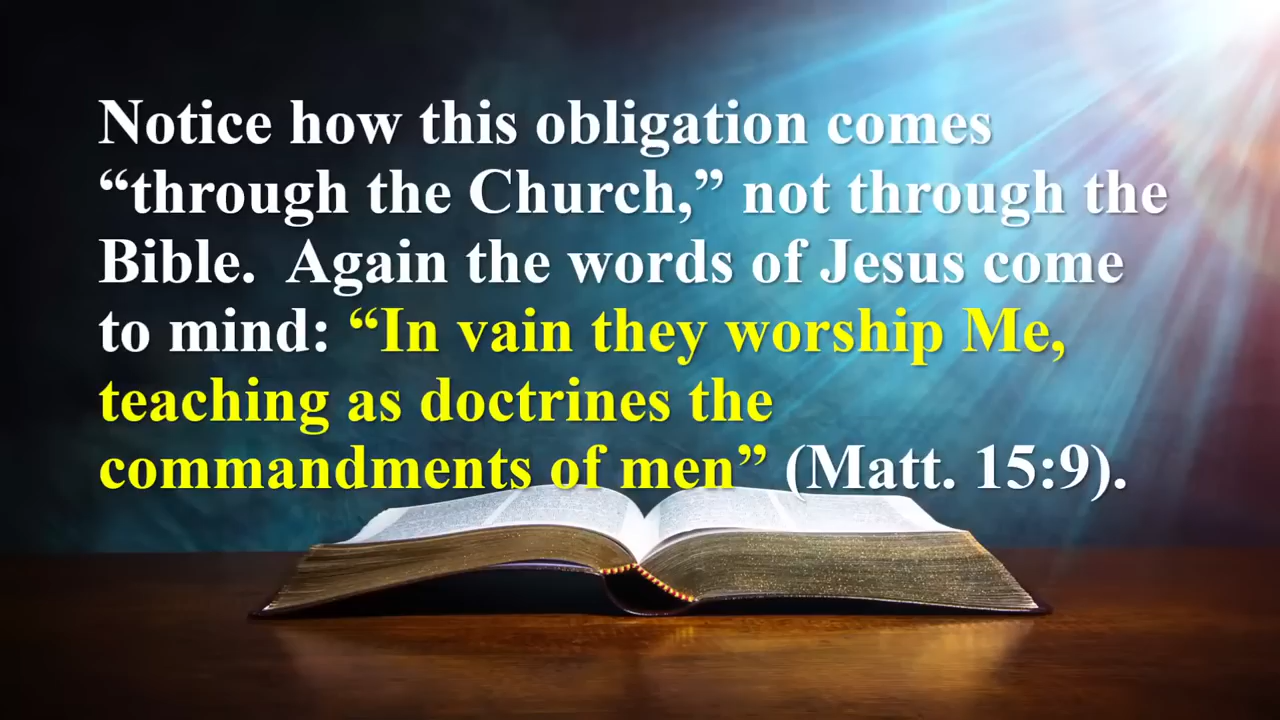 Notice how this obligation comes
“through the Church,” not through the
Bible.  Again the words of Jesus come
to mind: “In vain they worship Me,
teaching as doctrines the
commandments of men” (Matt. 15:9).